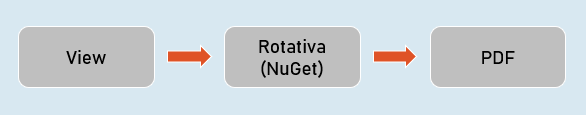 View
Rotativa
(NuGet)
PDF